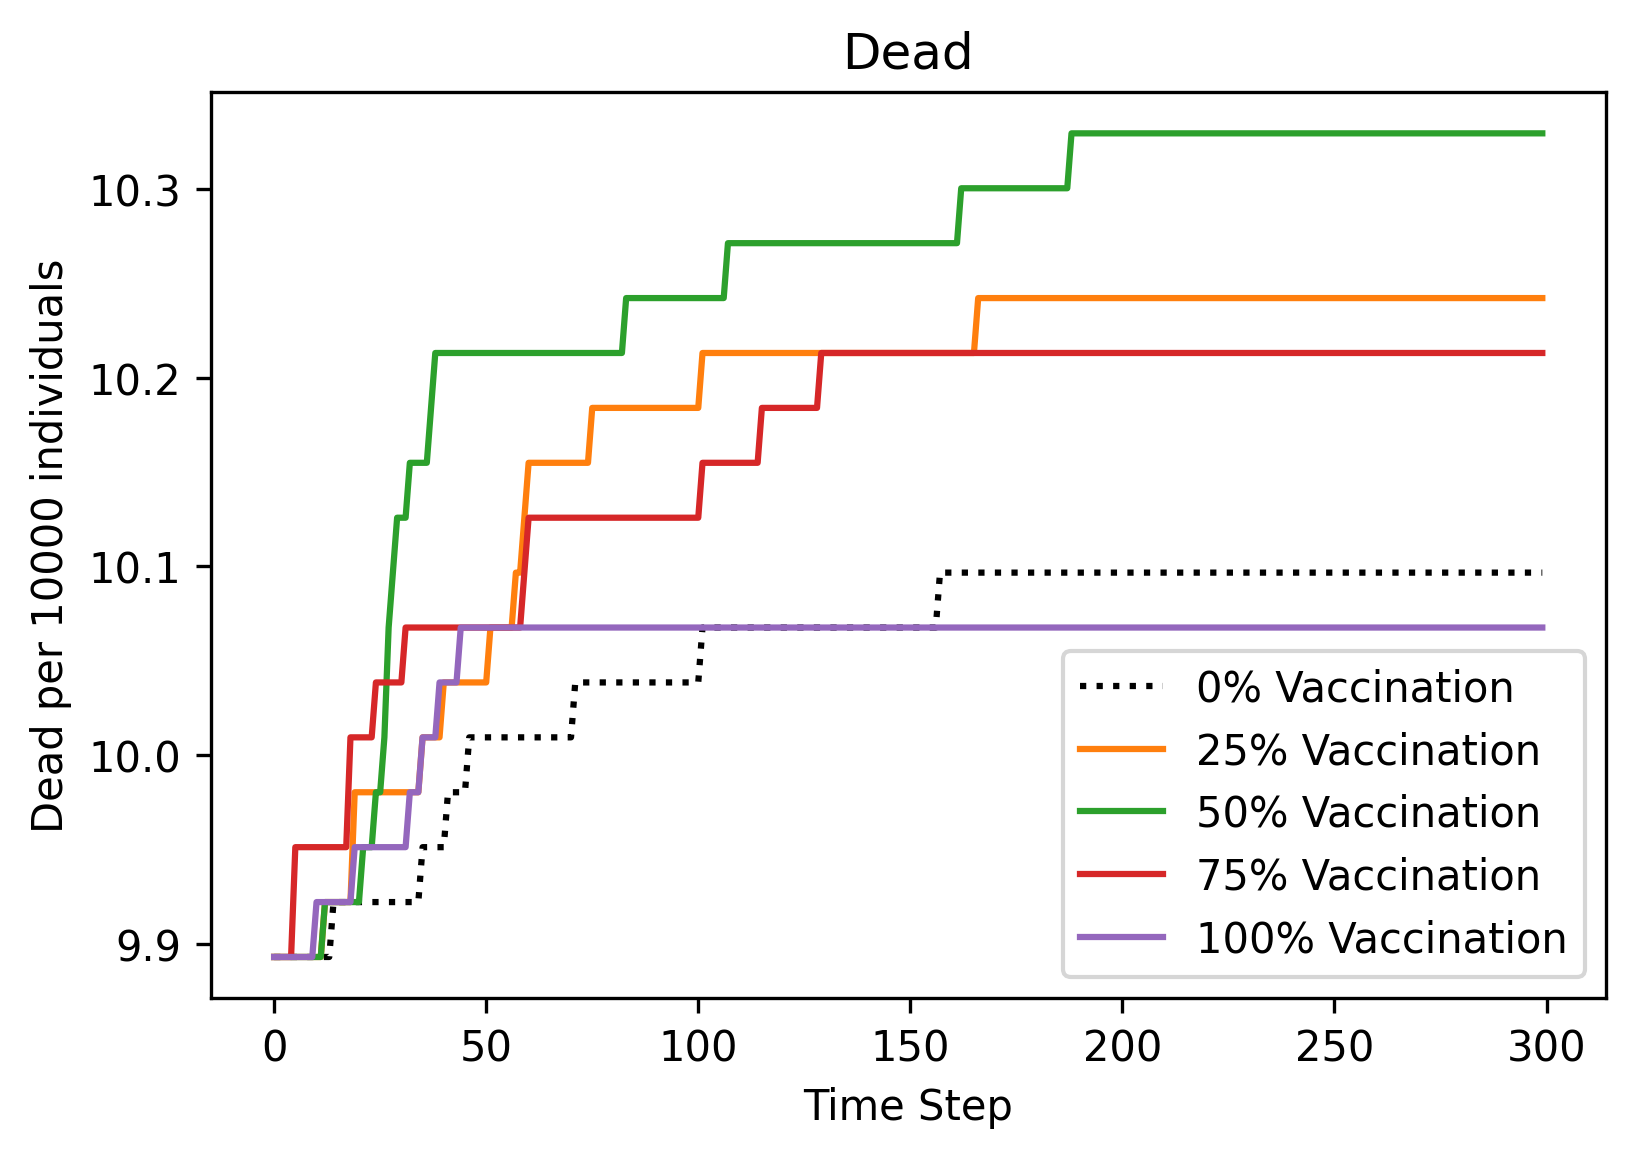 Dead
Dead per 10000 individuals
10.3
10.2
10.1
10.0
9.9
0% Vaccination
25% Vaccination
50% Vaccination
75% Vaccination
100% Vaccination
0 50 100 150 200 250 300
Time Step